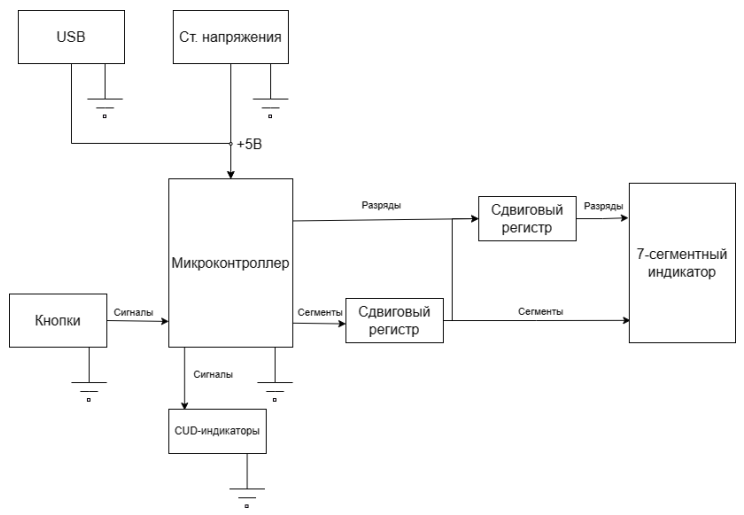 USB
Ст. напряжения
+5В
Микроконтроллер
Разряды
Сдвиговый
регистр
Разряды
7-сегментный
индикатор
Кнопки
Сигналы
Сегменты
Сдвиговый
регистр
Сегменты
Сигналы
СUD-индикаторы